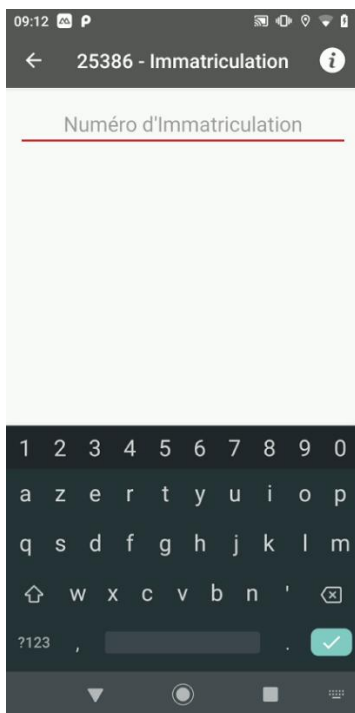 09:12
25386 - Immatriculation
Numéro d'Immatriculation
1 2 3 4 5 6 7 8 9 0
a z e r t y u i o p
q s d f g h j k l m
w x c v b n '
?123 , .